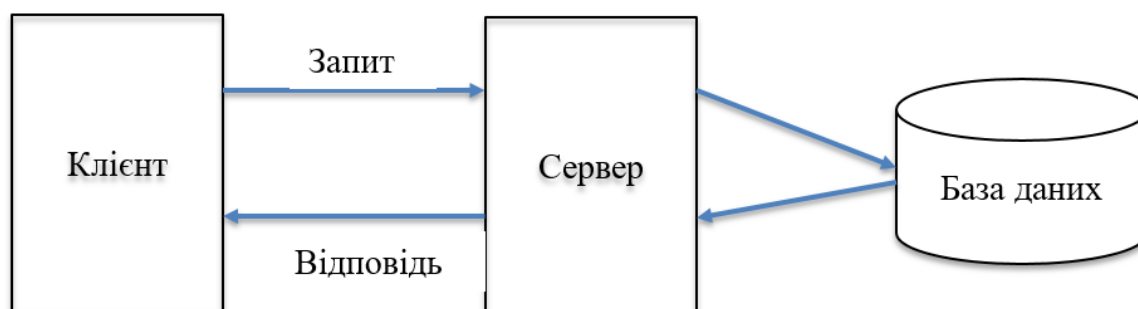 Запит
Клієнт
Сервер
База даних
Відповідь